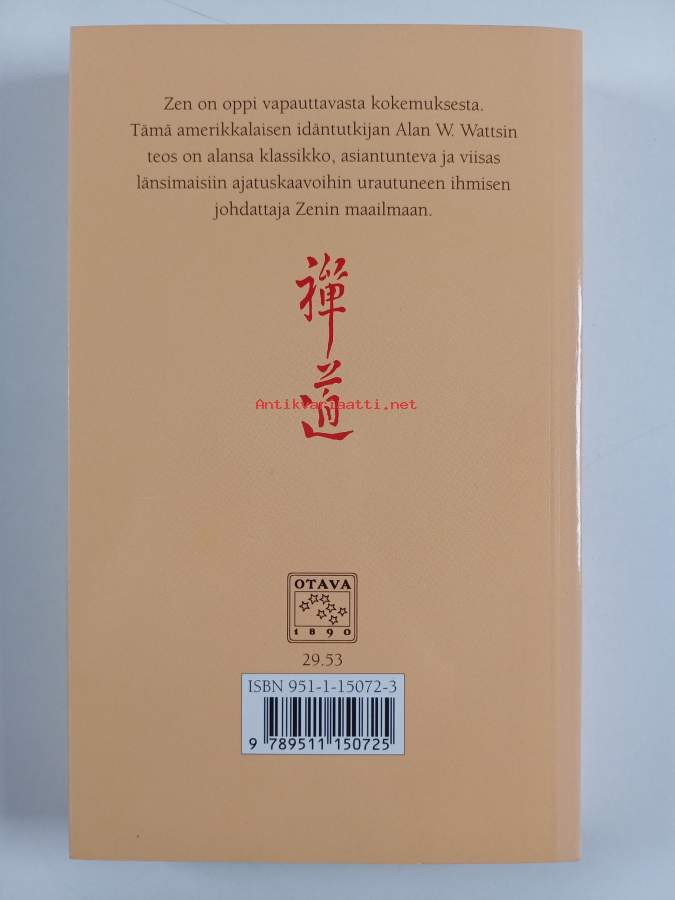 Zen on oppi vapauttavasta kokemuksesta.
Tämä amerikkalaisen idäntutkijan Alan W. Wattsin
teos on alansa klassikko, asiantunteva ja viisas
länsimaisiin ajatuskaavoihin urautuneen ihmisen
johdattaja Zenin maailmaan.
禅
道
Antikvariaatti.net
OTAVA
1890
29.53
ISBN 951-1-15072-3
9 789511 150725